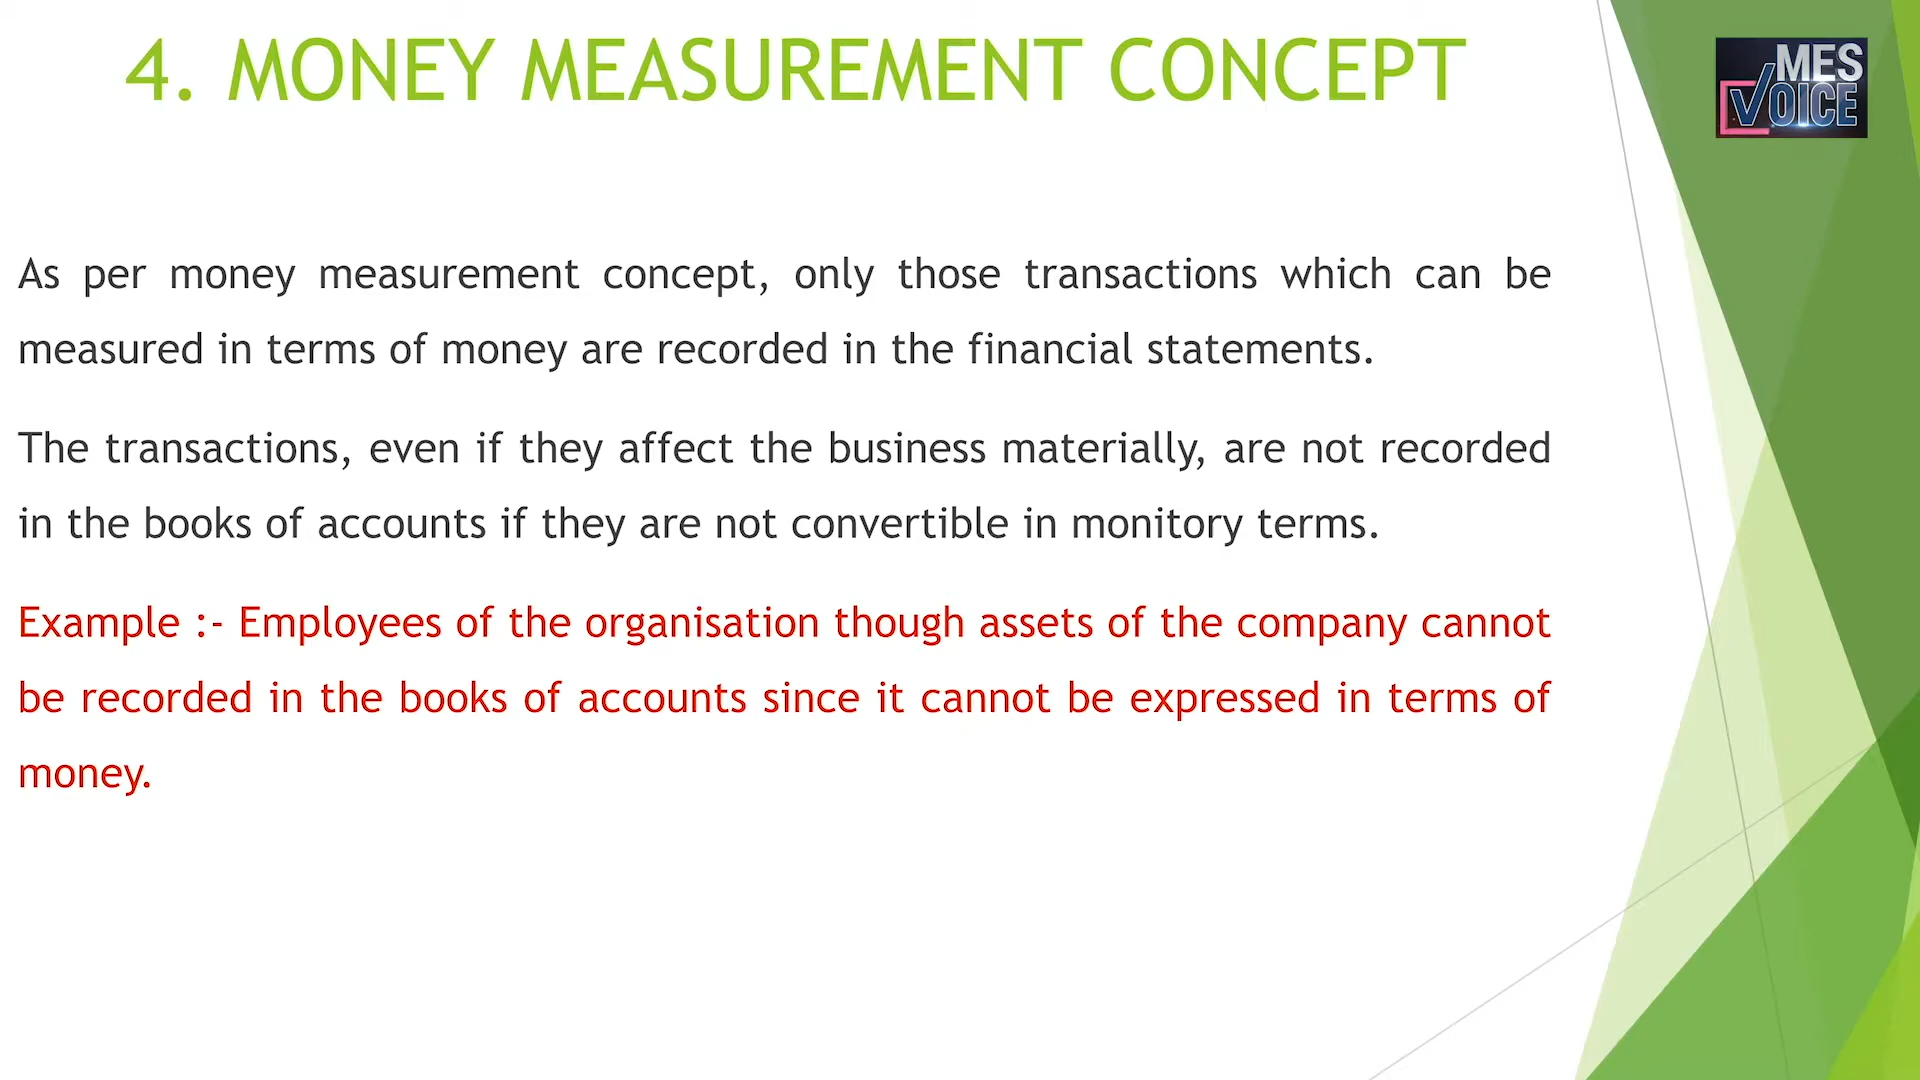 4. MONEY MEASUREMENT CONCEPT
MES
VOICE
As per money measurement concept, only those transactions which can be
measured in terms of money are recorded in the financial statements.
The transactions, even if they affect the business materially, are not recorded
in the books of accounts if they are not convertible in monitory terms.
Example :- Employees of the organisation though assets of the company cannot
be recorded in the books of accounts since it cannot be expressed in terms of
money.